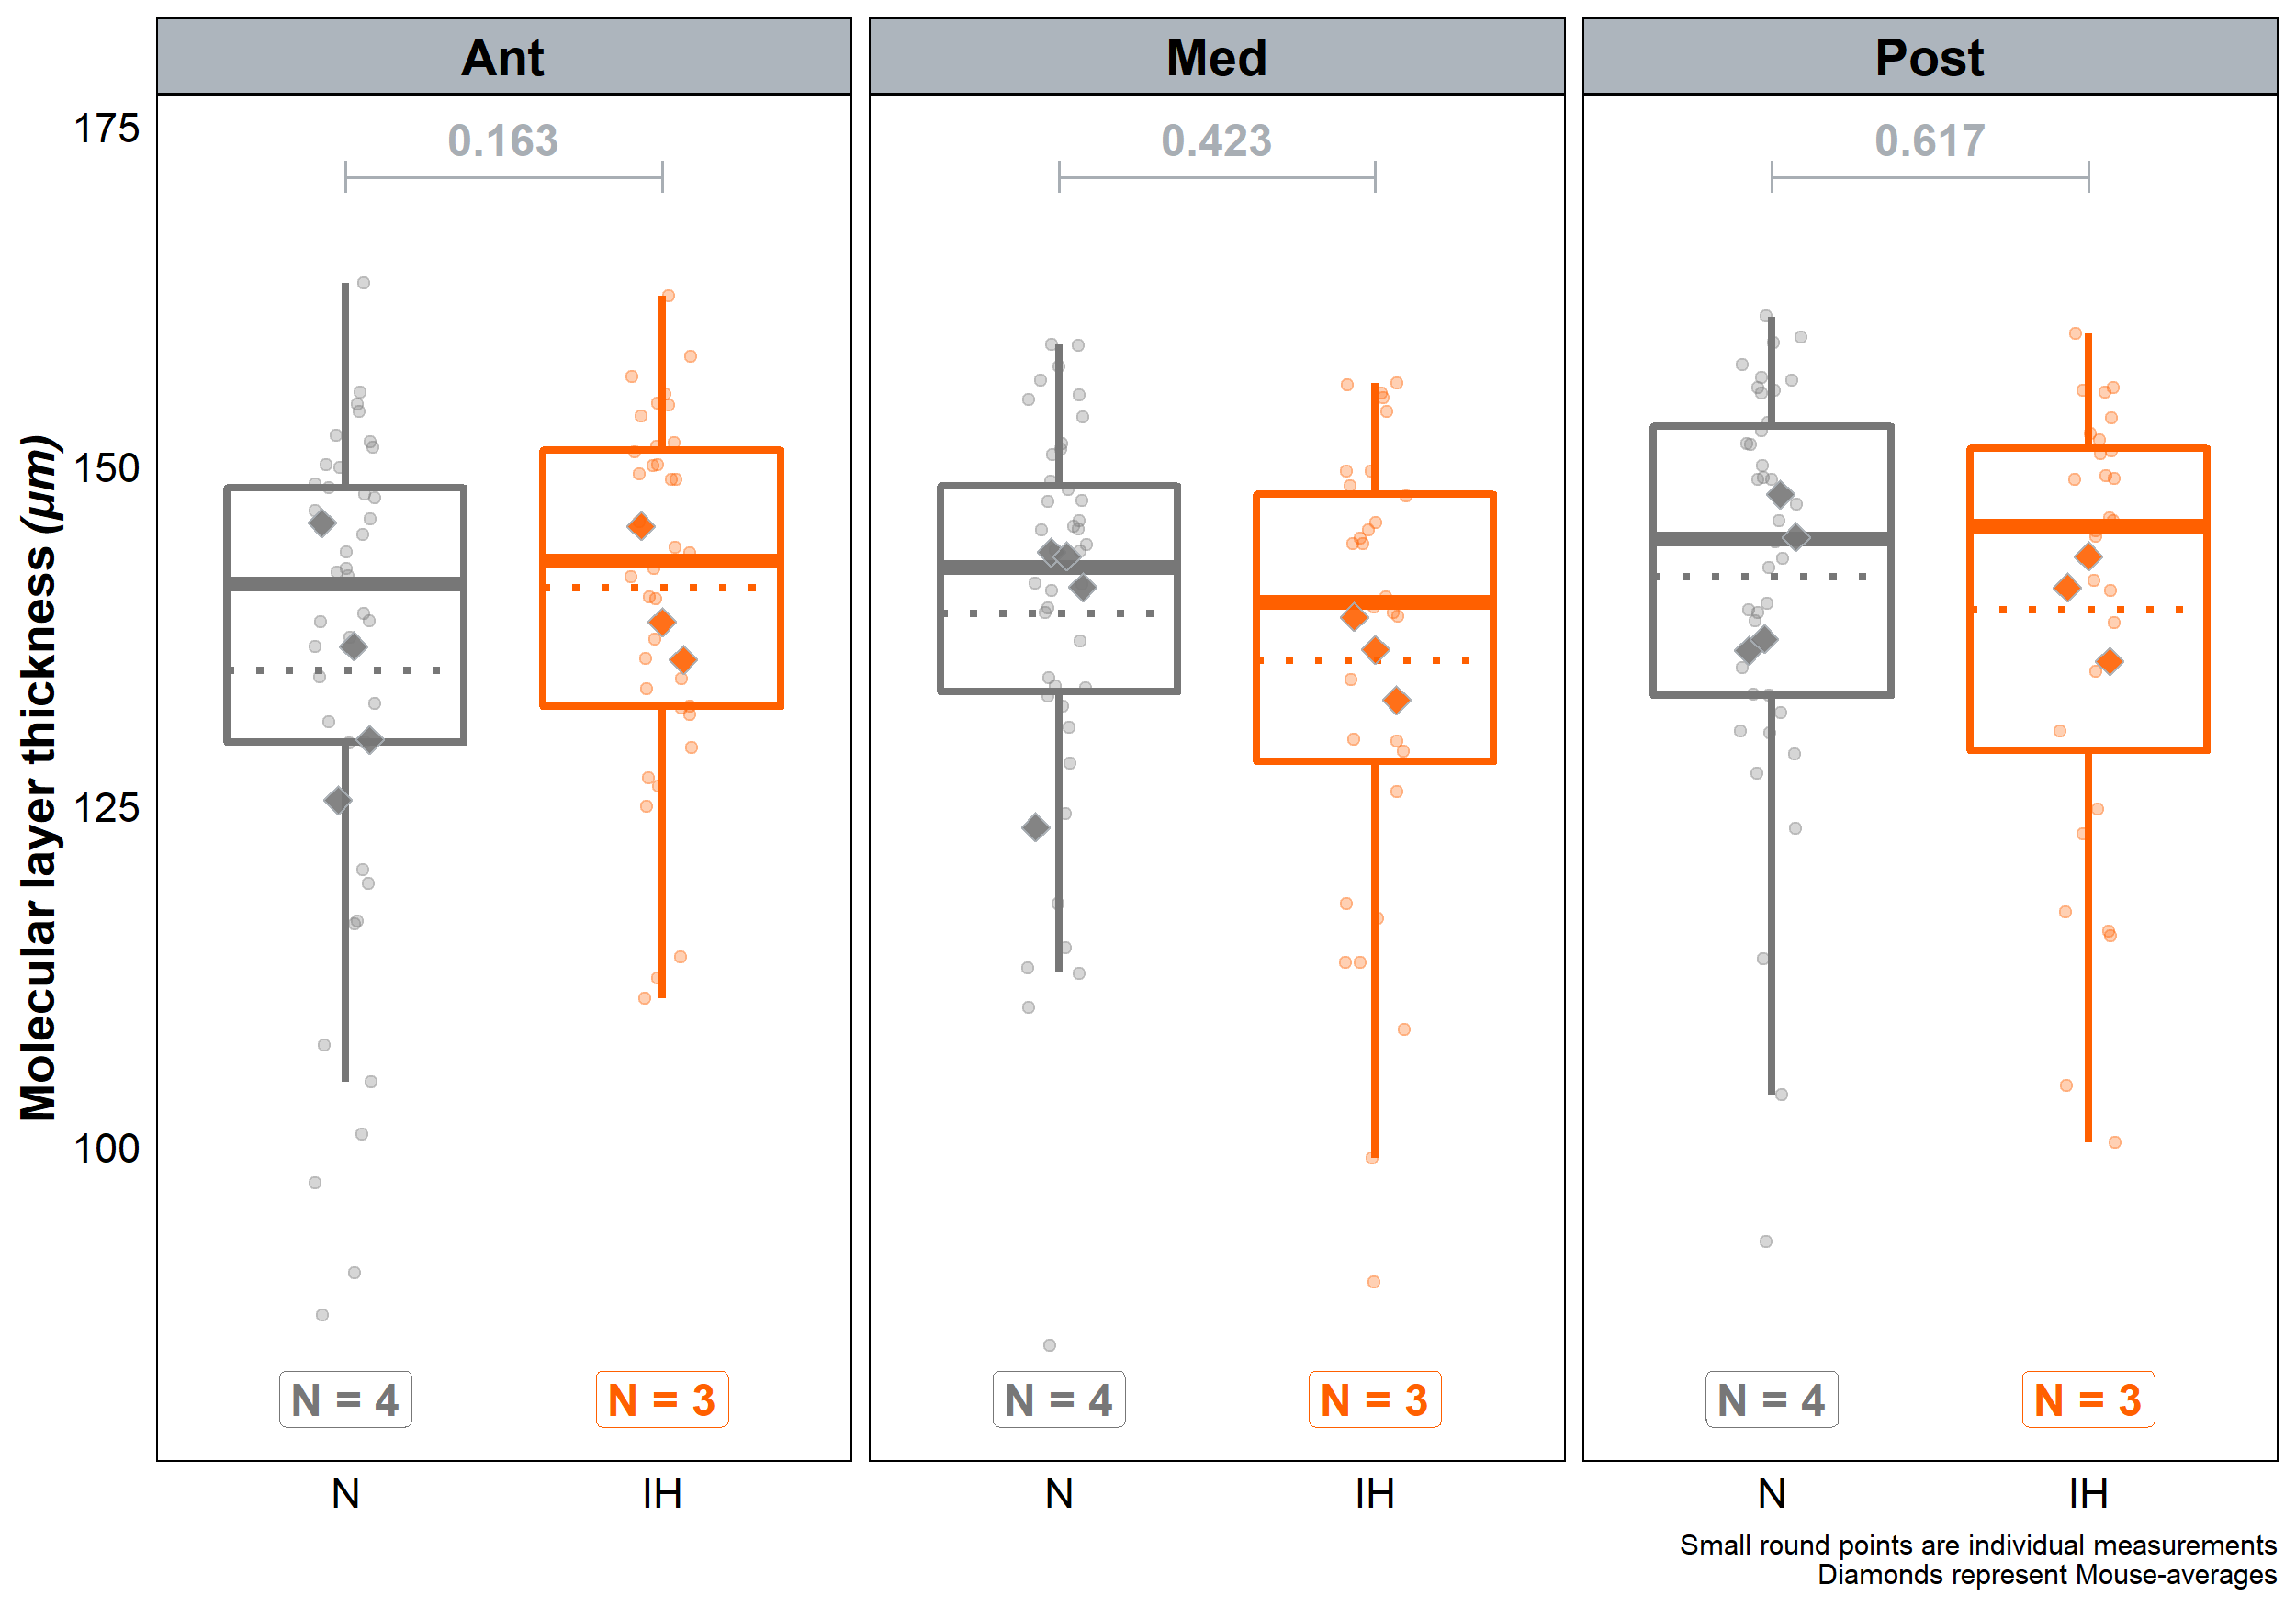 Ant
Med
Post
175
150
125
100
Molecular layer thickness (µm)
0.163
0.423
0.617
N = 4
N = 3
N = 4
N = 3
N = 4
N = 3
N
IH
N
IH
N
IH
Small round points are individual measurements
Diamonds represent Mouse-averages